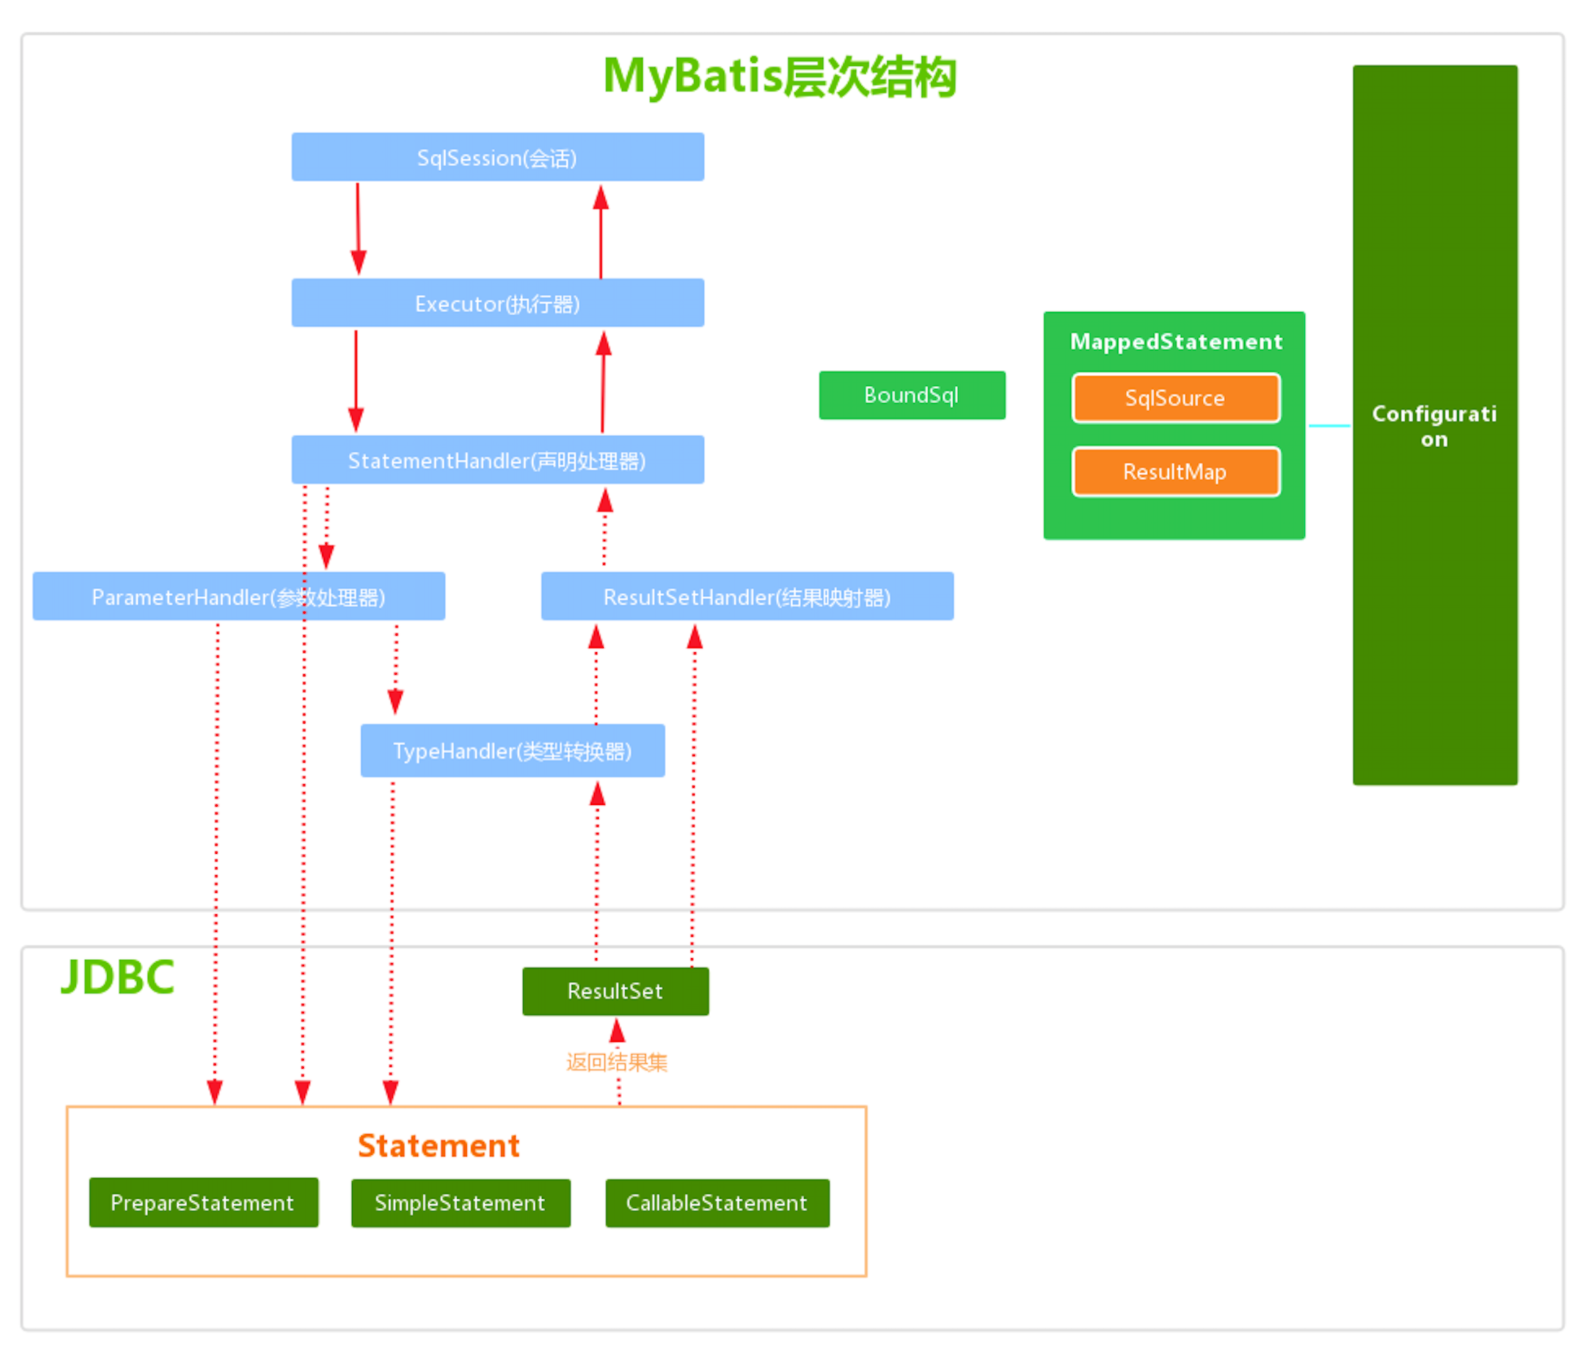 MyBatis层次结构
SqlSession(会话)
Executor(执行器)
StatementHandler(声明处理器)
ParameterHandler(参数处理器)
ResultSetHandler(结果映射器)
TypeHandler(类型转换器)
BoundSql
MappedStatement
SqlSource
ResultMap
Configurati
on
JDBC
ResultSet
返回结果集
Statement
PrepareStatement
SimpleStatement
CallableStatement